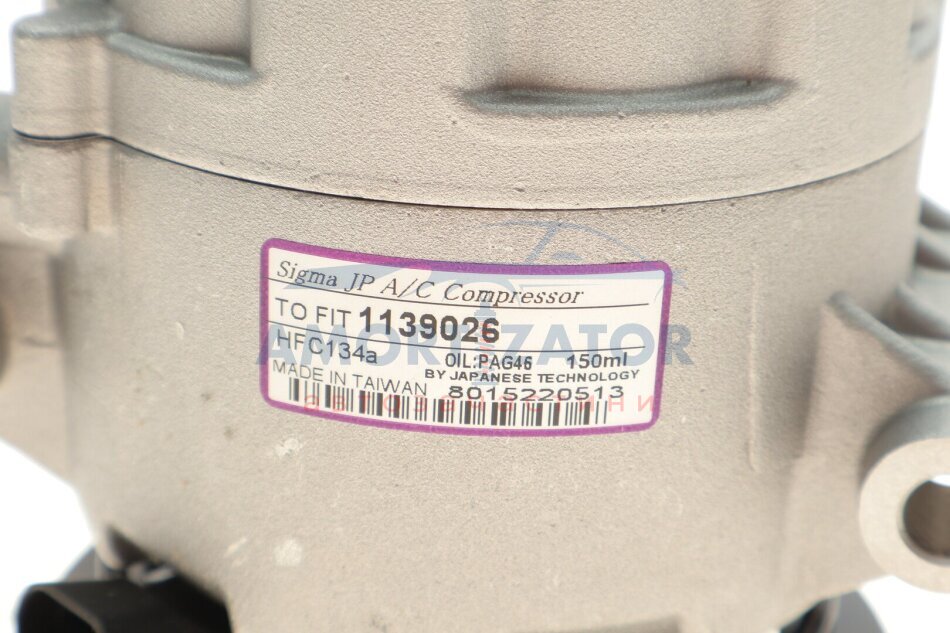 Sigma JP A/C Compressor
TO FIT 1139026
HFC134a OIL:PAG46 150ml
BY JAPANESE TECHNOLOGY
MADE IN TAIWAN 8015220513
AMORTIZATOR